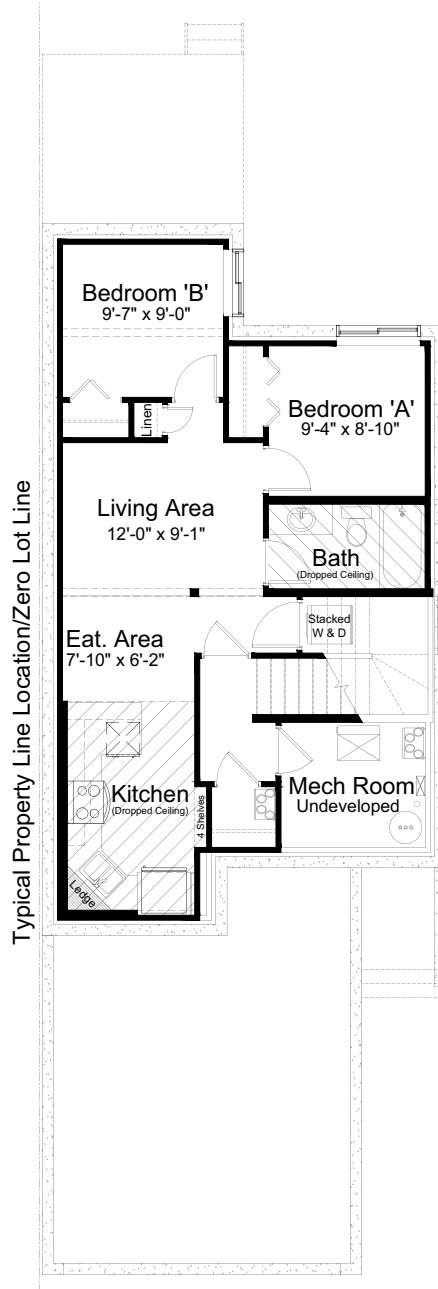 Bedroom 'B'
9'-7" x 9'-0"
Linen
Bedroom 'A'
9'-4" x 8'-10"
Living Area
12'-0" x 9'-1"
Bath
(Dropped Ceiling)
Stacked
W & D
Eat. Area
7'-10" x 6'-2"
Kitchen
(Dropped Ceiling)
4 Shelves
Mech Room
Undeveloped
Ledge
Typical Property Line Location/Zero Lot Line